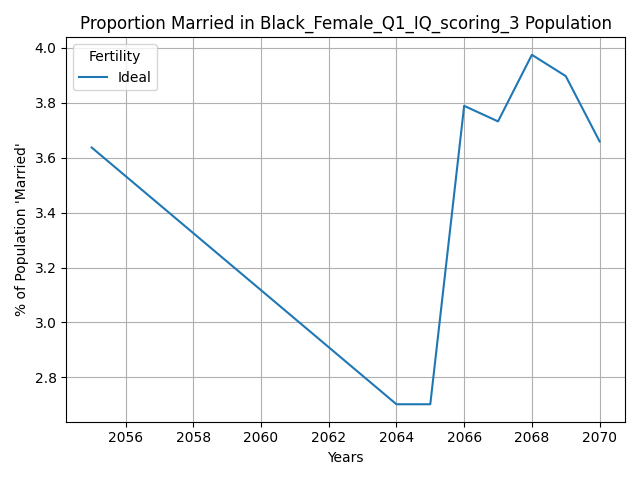 Proportion Married in Black_Female_Q1_IQ_scoring_3 Population
Fertility
Ideal
% of Population 'Married'
4.0
3.8
3.6
3.4
3.2
3.0
2.8
2056 2058 2060 2062 2064 2066 2068 2070
Years